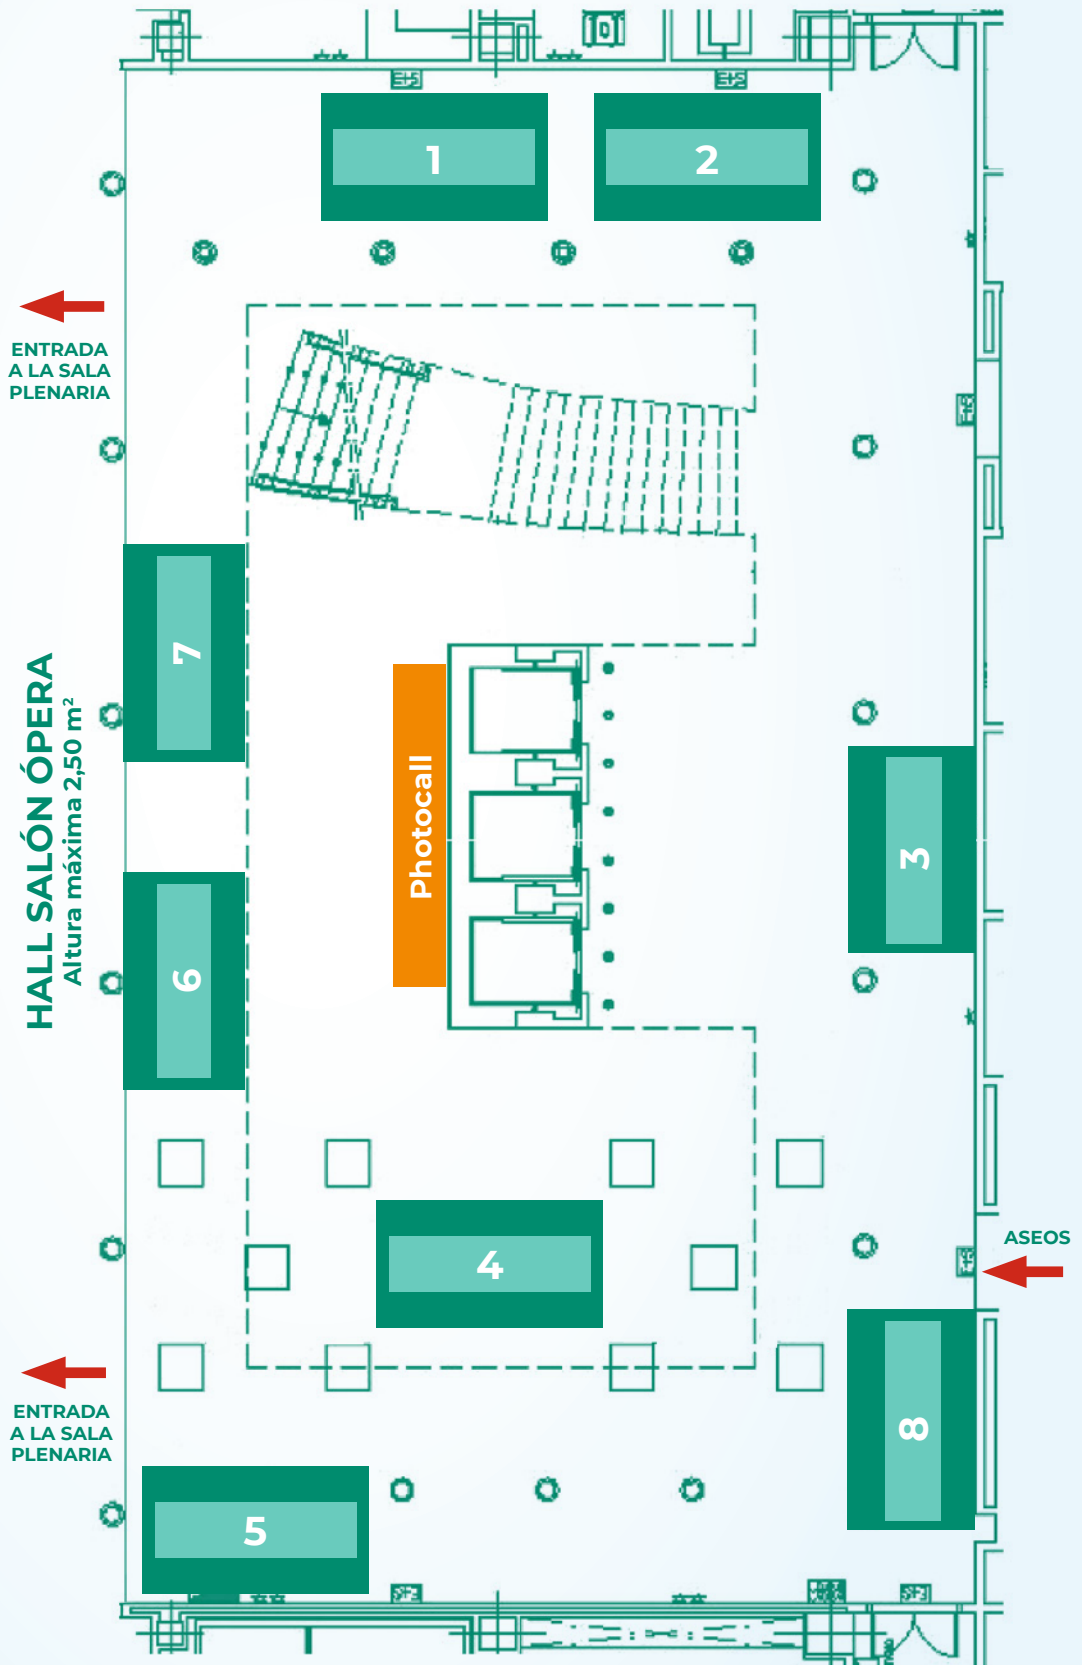 1
2
ENTRADA
A LA SALA
PLENARIA
7
HALL SALÓN ÓPERA
Altura máxima 2,50 m²
Photocall
3
6
4
ASEOS
ENTRADA
A LA SALA
PLENARIA
8
5